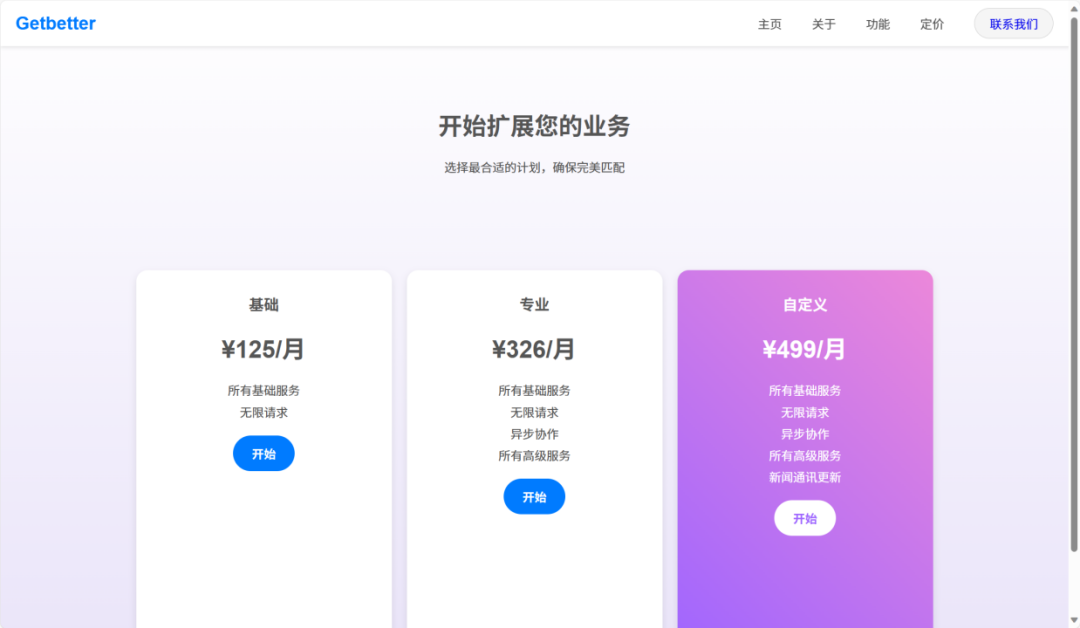 Getbetter
主页
关于
功能
定价
联系我们
开始扩展您的业务
选择最合适的计划，确保完美匹配
基础
¥125/月
所有基础服务
无限请求
开始
专业
¥326/月
所有基础服务
无限请求
异步协作
所有高级服务
开始
自定义
¥499/月
所有基础服务
无限请求
异步协作
所有高级服务
新闻通讯更新
开始